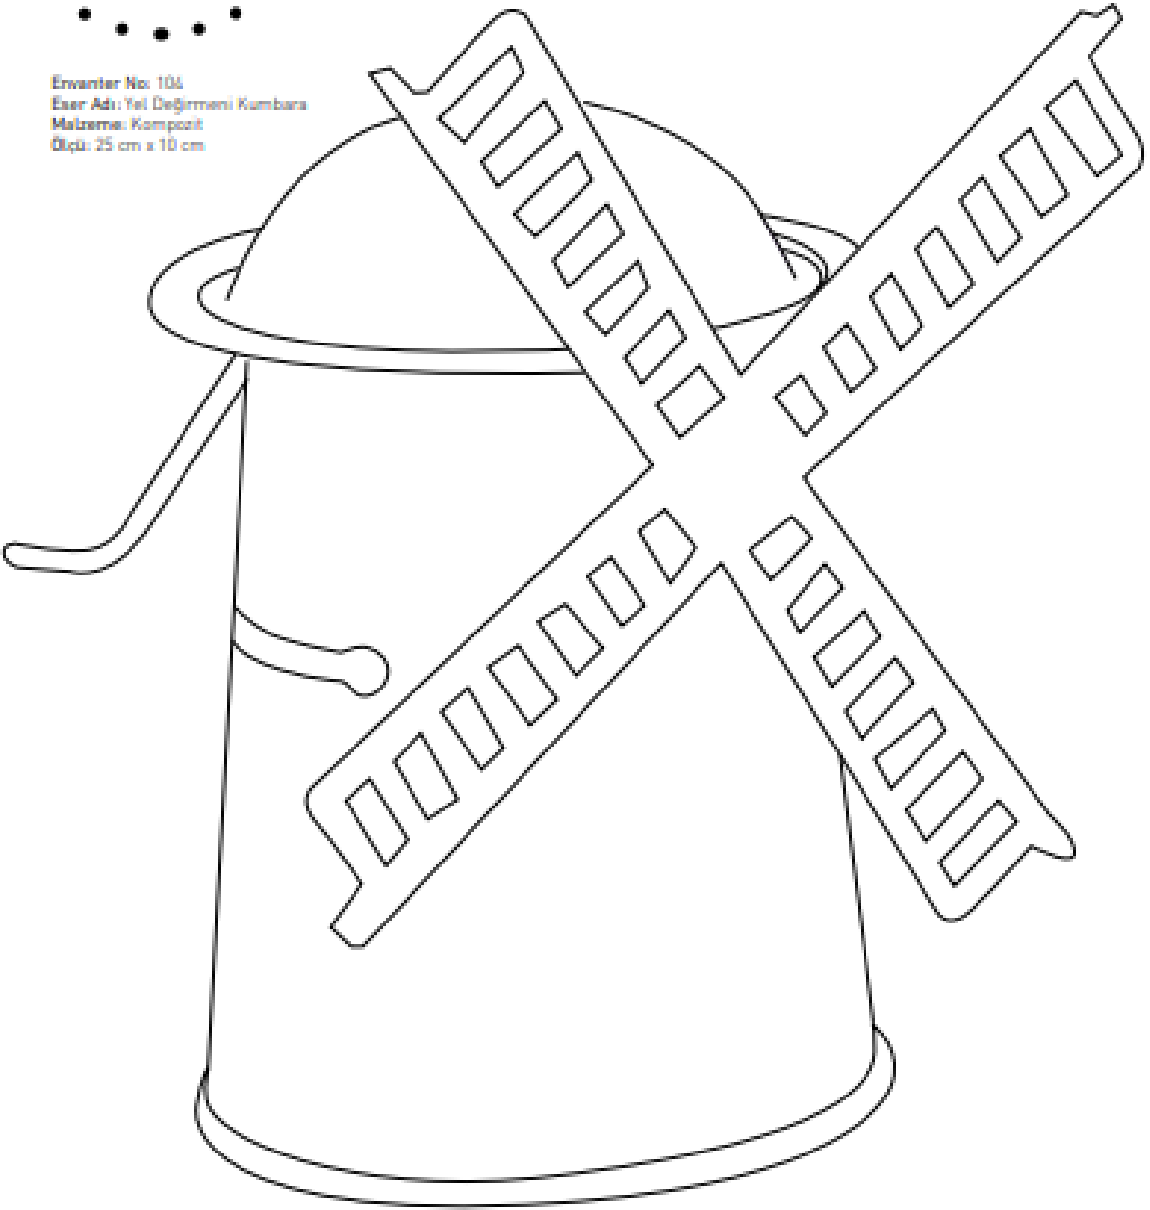 Envanter No: 104
Eser Adı: Yel Değirmeni Kumbara
Malzeme: Kompozit
Ölçü: 25 cm x 10 cm